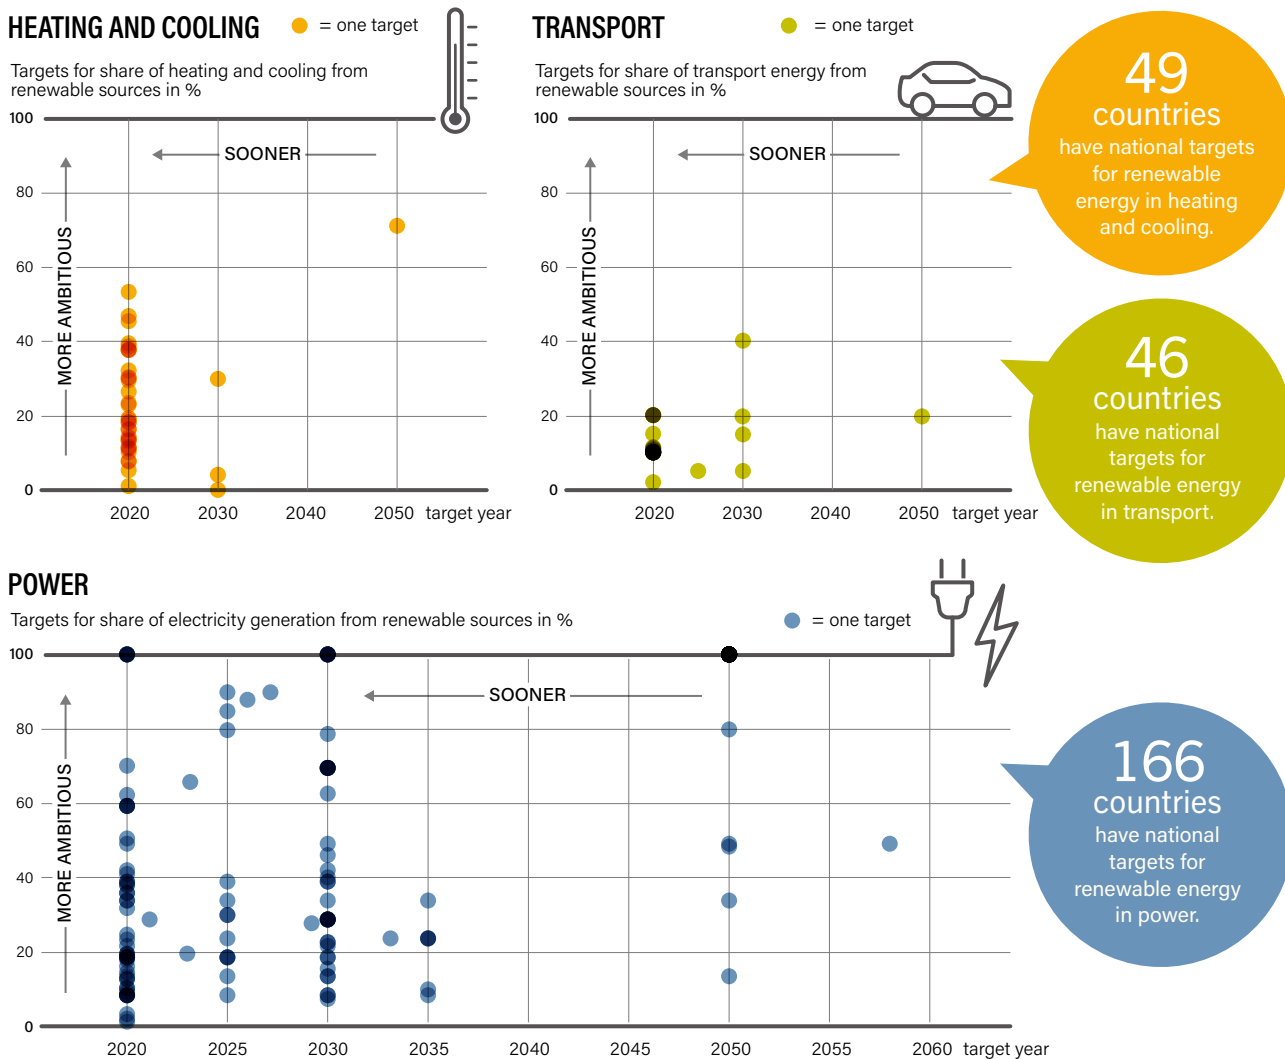 HEATING AND COOLING
= one target
Targets for share of heating and cooling from
renewable sources in %
100
80
60
40
20
0
MORE AMBITIOUS
SOONER
2020 2030 2040 2050 target year
TRANSPORT
= one target
Targets for share of transport energy from
renewable sources in %
100
80
60
40
20
0
MORE AMBITIOUS
SOONER
2020 2030 2040 2050 target year
49
countries
have national targets
for renewable
energy in heating
and cooling.
46
countries
have national
targets for
renewable energy
in transport.
POWER
Targets for share of electricity generation from renewable sources in %
= one target
100
80
60
40
20
0
MORE AMBITIOUS
SOONER
2020 2025 2030 2035 2040 2045 2050 2055 2060 target year
166
countries
have national
targets for
renewable energy
in power.